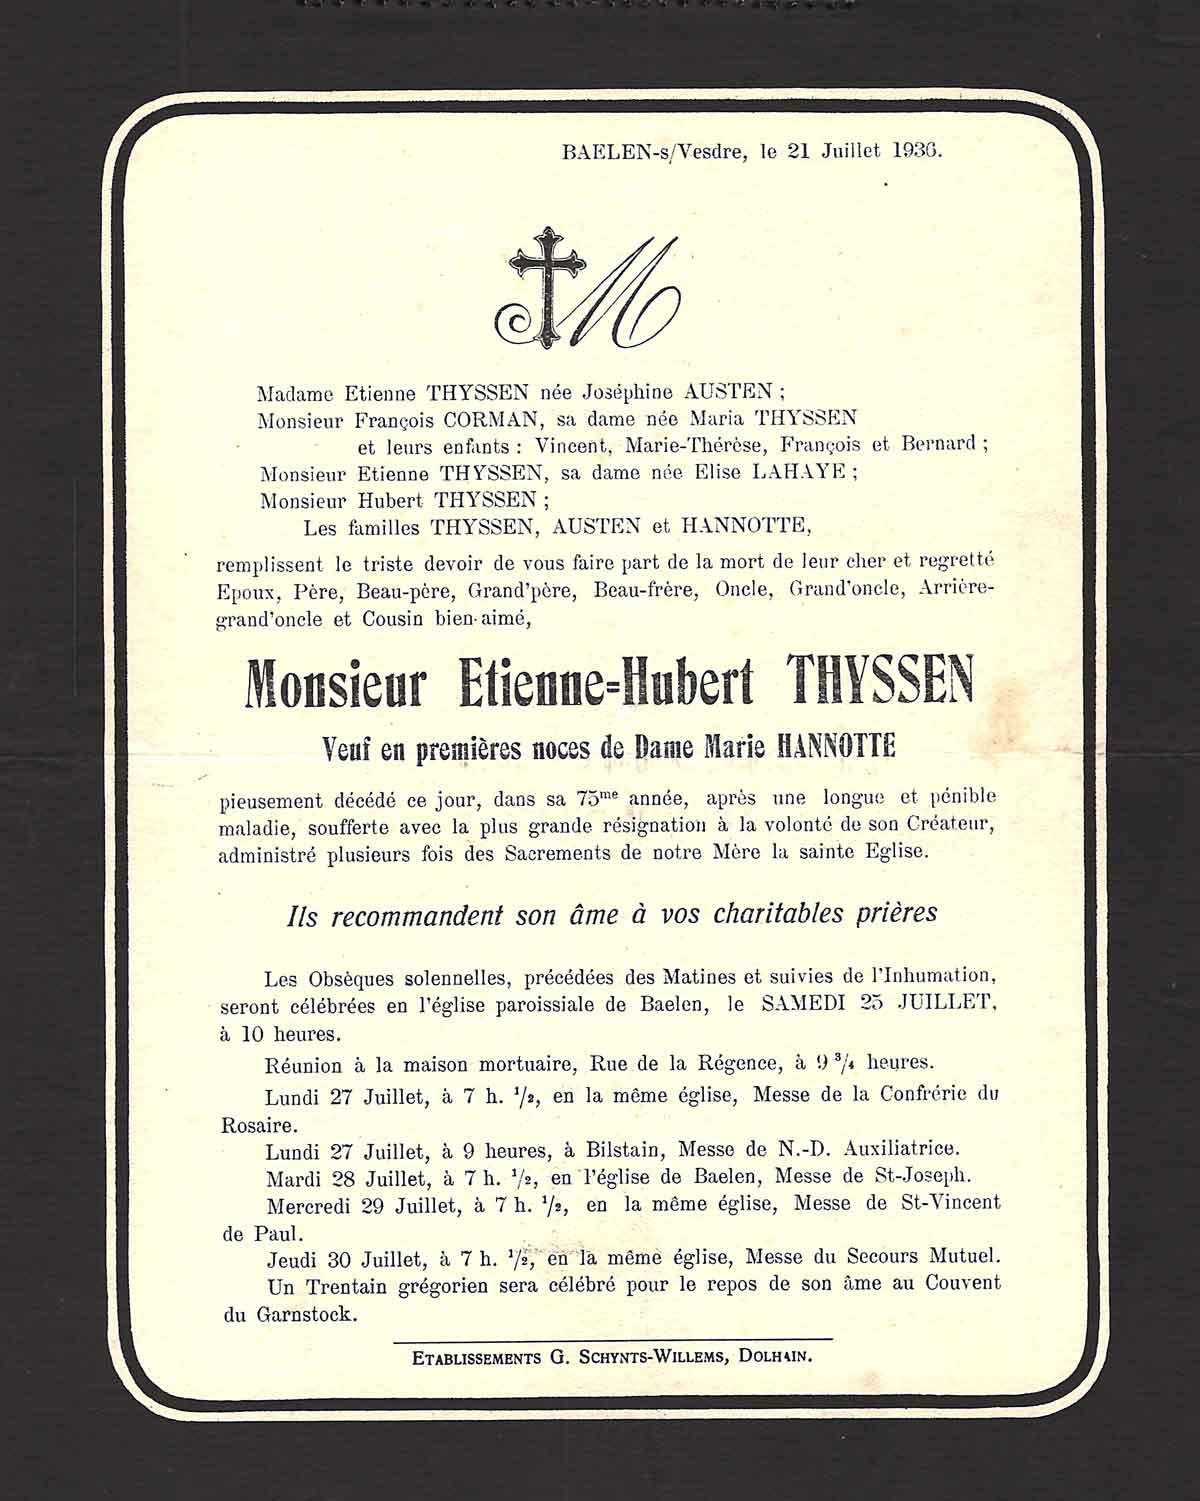 BAELEN-s/Vesdre, le 21 Juillet 1936.
M
Madame Etienne THYSSEN née Joséphine AUSTEN ;
Monsieur François CORMAN, sa dame née Maria THYSSEN
et leurs enfants : Vincent, Marie-Thérèse, François et Bernard ;
Monsieur Etienne THYSSEN, sa dame née Elise LAHAYE ;
Monsieur Hubert THYSSEN ;
Les familles THYSSEN, AUSTEN et HANNOTTE,
remplissent le triste devoir de vous faire part de la mort de leur cher et regretté
Epoux, Père, Beau-père, Grand'père, Beau-frère, Oncle, Grand'oncle, Arrière-
grand'oncle et Cousin bien-aimé,
Monsieur Etienne=Hubert THYSSEN
Veuf en premières noces de Dame Marie HANNOTTE
pieusement décédé ce jour, dans sa 75me année, après une longue et pénible
maladie, soufferte avec la plus grande résignation à la volonté de son Créateur,
administré plusieurs fois des Sacrements de notre Mère la sainte Eglise.
Ils recommandent son âme à vos charitables prières
Les Obsèques solennelles, précédées des Matines et suivies de l'Inhumation,
seront célébrées en l'église paroissiale de Baelen, le SAMEDI 25 JUILLET,
à 10 heures.
Réunion à la maison mortuaire, Rue de la Régence, à 9 3/4 heures.
Lundi 27 Juillet, à 7 h. 1/2, en la même église, Messe de la Confrérie du
Rosaire.
Lundi 27 Juillet, à 9 heures, à Bilstain, Messe de N.-D. Auxiliatrice.
Mardi 28 Juillet, à 7 h. 1/2, en l'église de Baelen, Messe de St-Joseph.
Mercredi 29 Juillet, à 7 h. 1/2, en la même église, Messe de St-Vincent
de Paul.
Jeudi 30 Juillet, à 7 h. 1/2, en la même église, Messe du Secours Mutuel.
Un Trentain grégorien sera célébré pour le repos de son âme au Couvent
du Garnstock.
ETABLISSEMENTS G. SCHYNTS-WILLEMS, DOLHAIN.